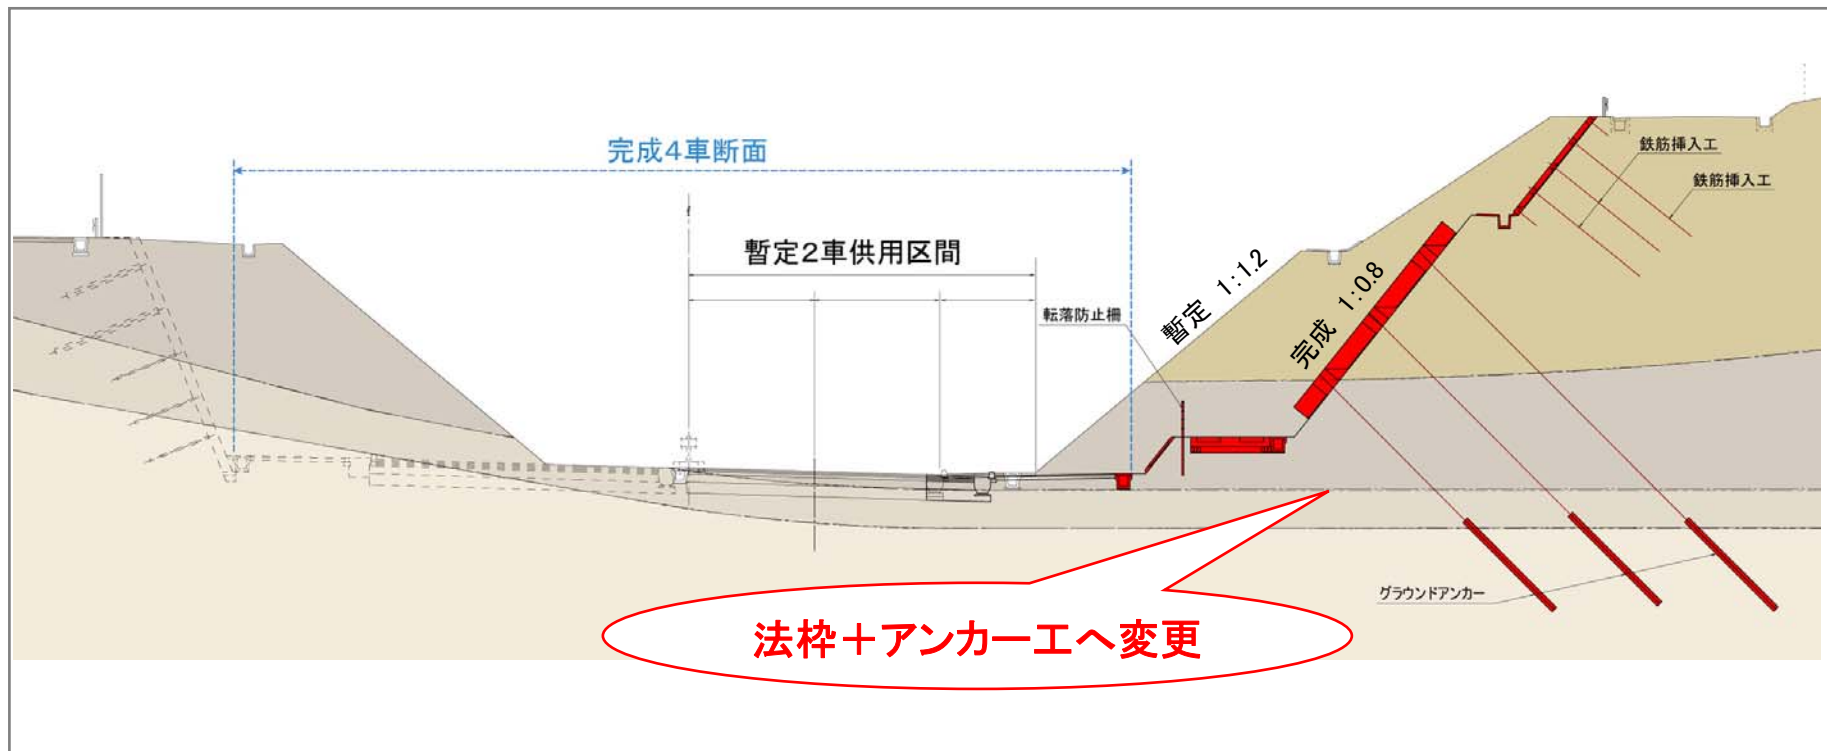 完成4車断面
暫定2車供用区間
転落防止柵
暫定 1:1.2
完成 1:0.8
鉄筋挿入工
鉄筋挿入工
グラウンドアンカー
法枠＋アンカー工へ変更